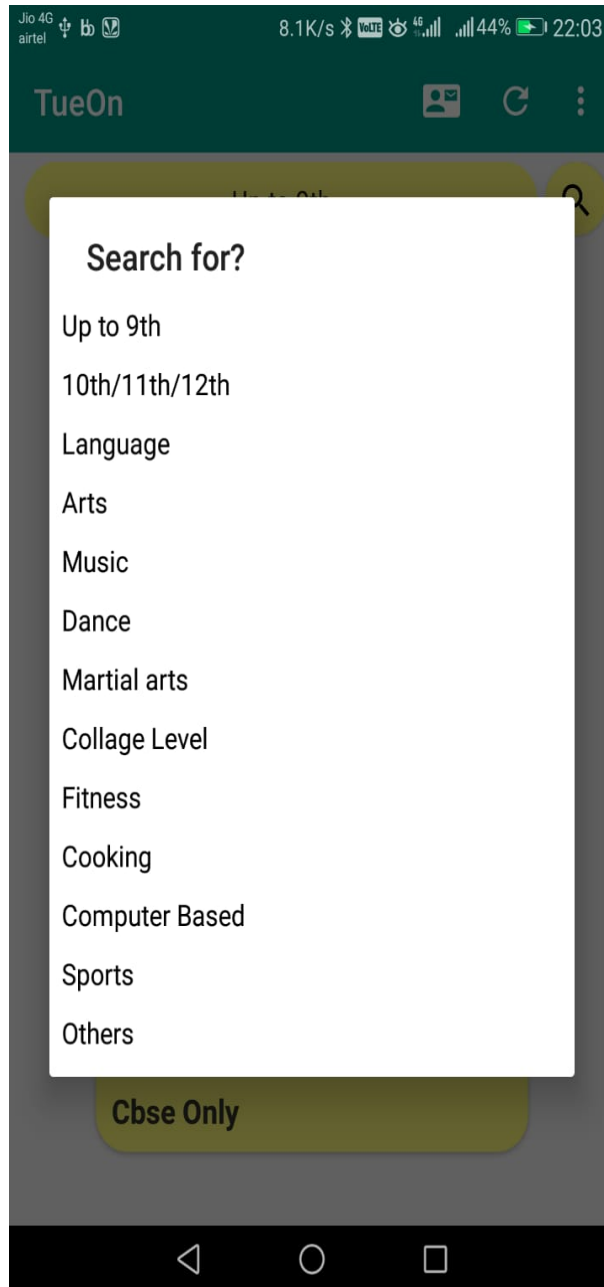 Jio 4G
airtel
8.1K/s VoLTE 4G 44% 22:03
TueOn
Search for?
Up to 9th
10th/11th/12th
Language
Arts
Music
Dance
Martial arts
Collage Level
Fitness
Cooking
Computer Based
Sports
Others
Cbse Only